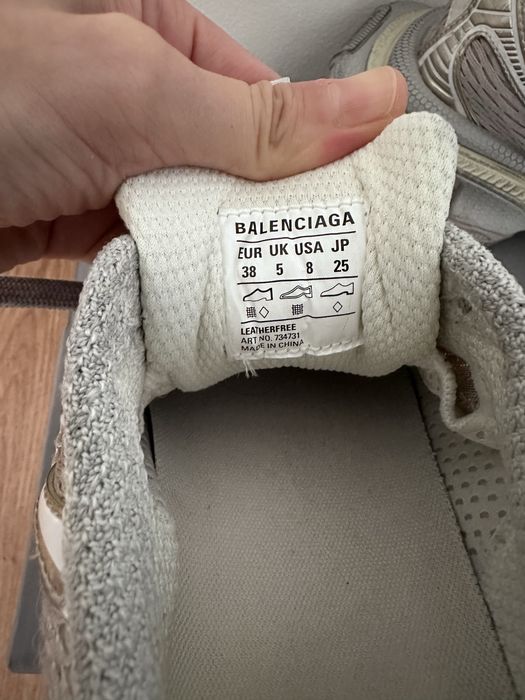 BALENCIAGA
EUR UK USA JP
38 5 8 25
LEATHERFREE
ART NO. 734731
MADE IN CHINA